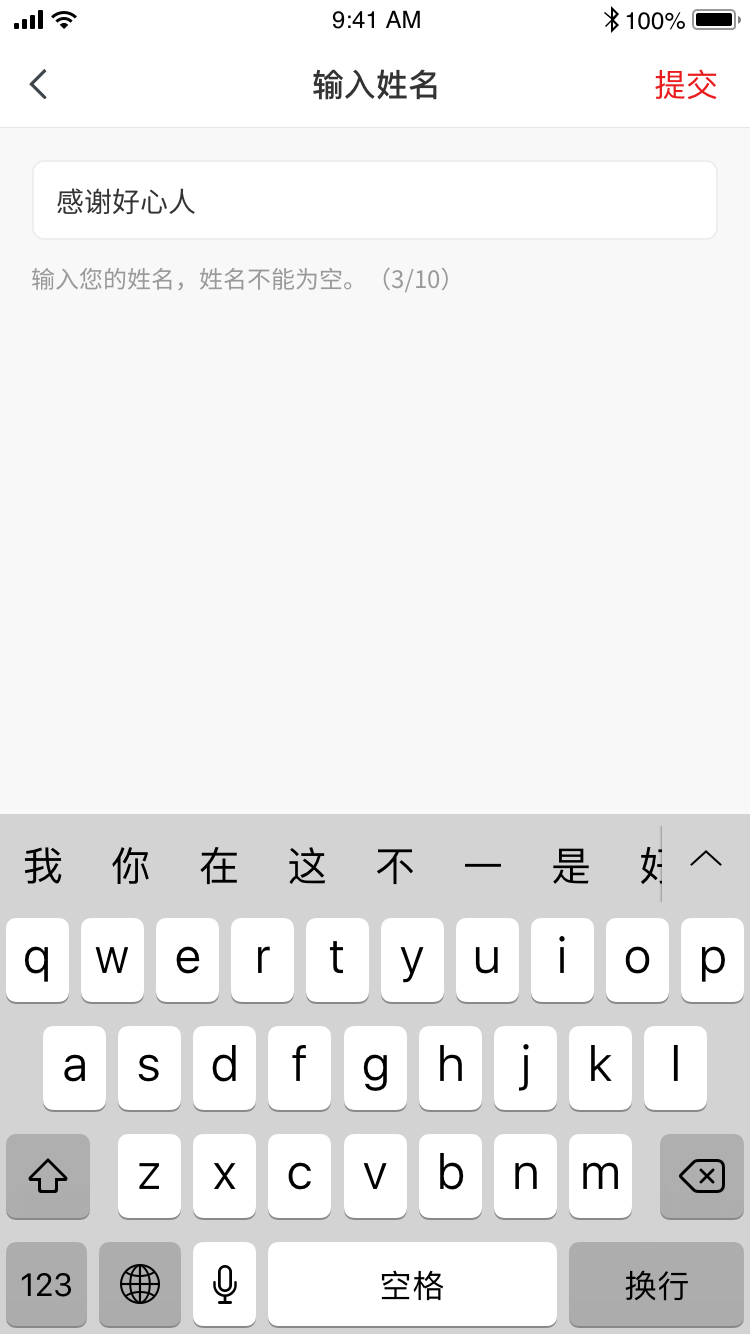 9:41 AM 100%
输入姓名 提交
感谢好心人
输入您的姓名，姓名不能为空。（3/10）
我 你 在 这 不 一 是 好
q w e r t y u i o p
a s d f g h j k l
z x c v b n m
123 空格 换行